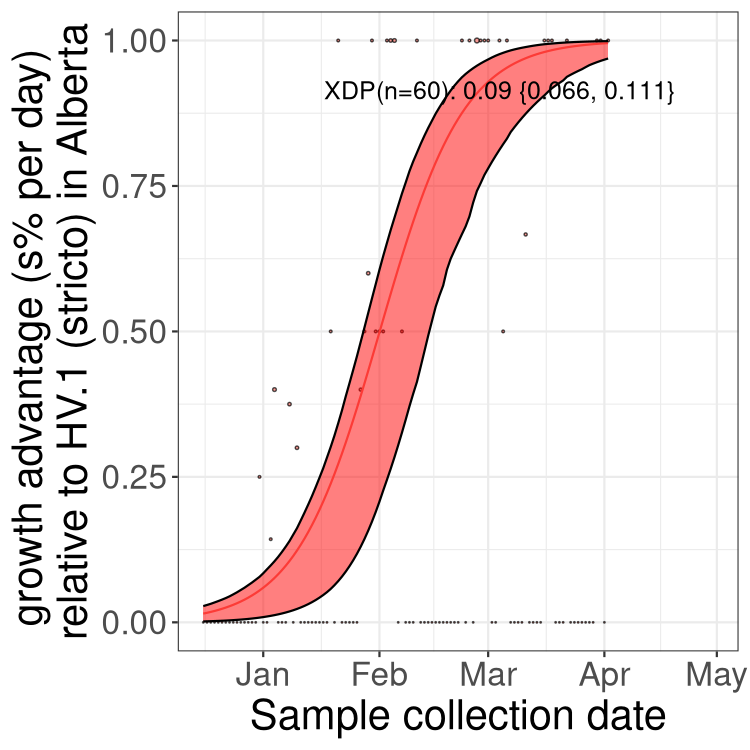 growth advantage (s% per day)
relative to HV.1 (stricto) in Alberta
1.00
0.75
0.50
0.25
0.00
XDP(n=60): 0.09 {0.066, 0.111}
Jan Feb Mar Apr May
Sample collection date